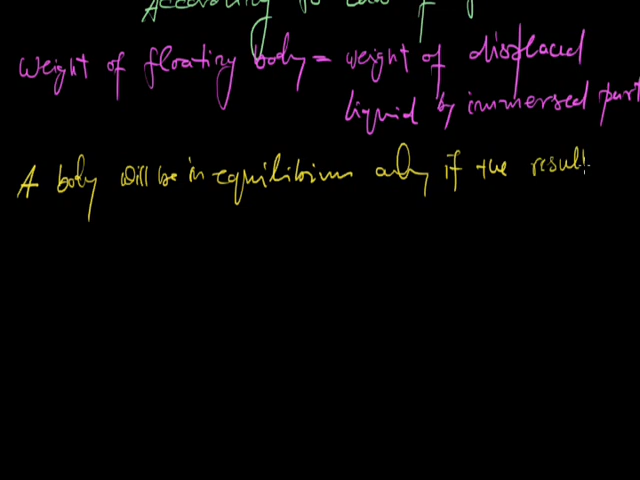 According to law of
Weight of floating body = weight of displaced
liquid by immersed part
A body will be in equilibrium only if the result